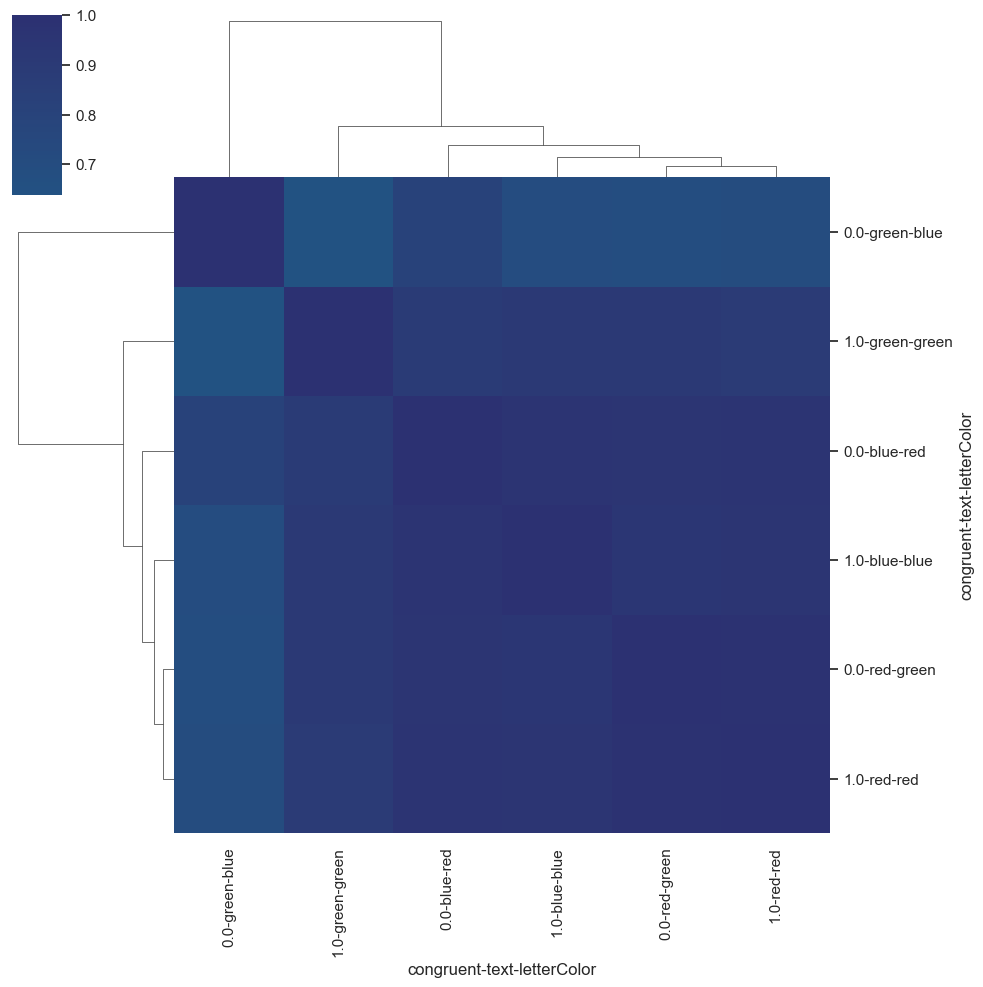 1.0
0.9
0.8
0.7
0.0-green-blue
1.0-green-green
0.0-blue-red
1.0-blue-blue
0.0-red-green
1.0-red-red
congruent-text-letterColor
0.0-green-blue
1.0-green-green
0.0-blue-red
1.0-blue-blue
0.0-red-green
1.0-red-red
congruent-text-letterColor